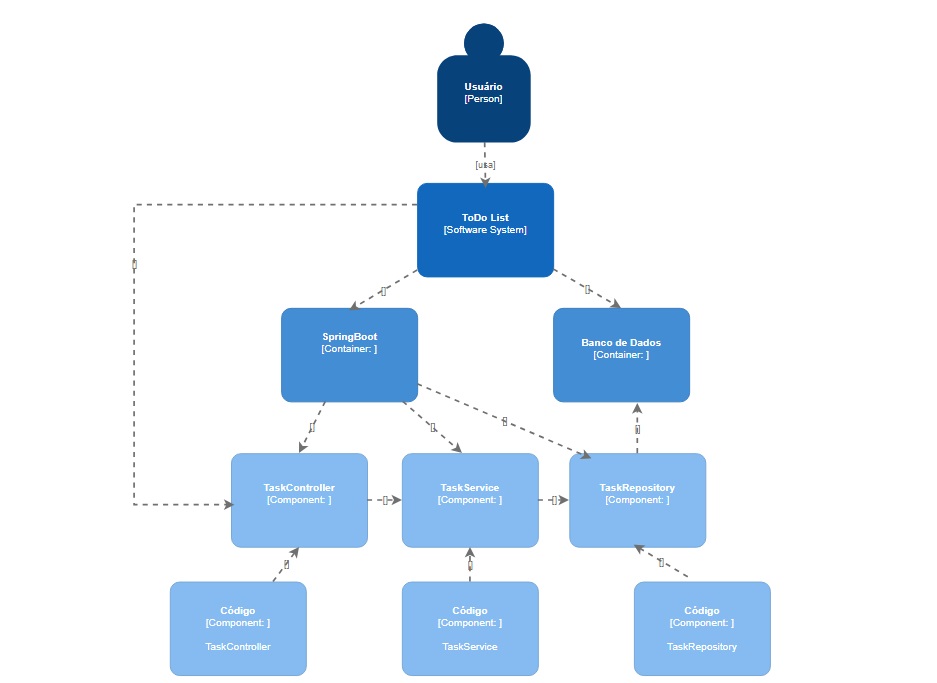 Usuário
[Person]
[usa]
ToDo List
[Software System]
SpringBoot
[Container: ]
Banco de Dados
[Container: ]
TaskController
[Component: ]
TaskService
[Component: ]
TaskRepository
[Component: ]
Código
[Component: ]
TaskController
Código
[Component: ]
TaskService
Código
[Component: ]
TaskRepository